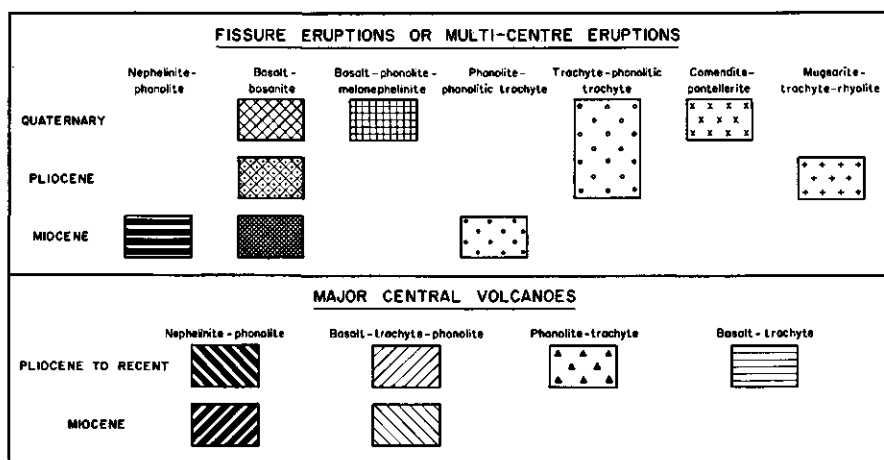 FISSURE ERUPTIONS OR MULTI-CENTRE ERUPTIONS
Nephelinite- Basalt- Basalt-phonolite- Phonolite- Trachyte-phonolitic Comendite- Mugearite-
phonolite basanite melanephelinite phonolitic trachyte trachyte pantellerite trachyte-rhyolite
QUATERNARY
PLIOCENE
MIOCENE
MAJOR CENTRAL VOLCANOES
Nephelinite-phonolite Basalt-trachyte-phonolite Phonolite-trachyte Basalt-trachyte
PLIOCENE TO RECENT
MIOCENE